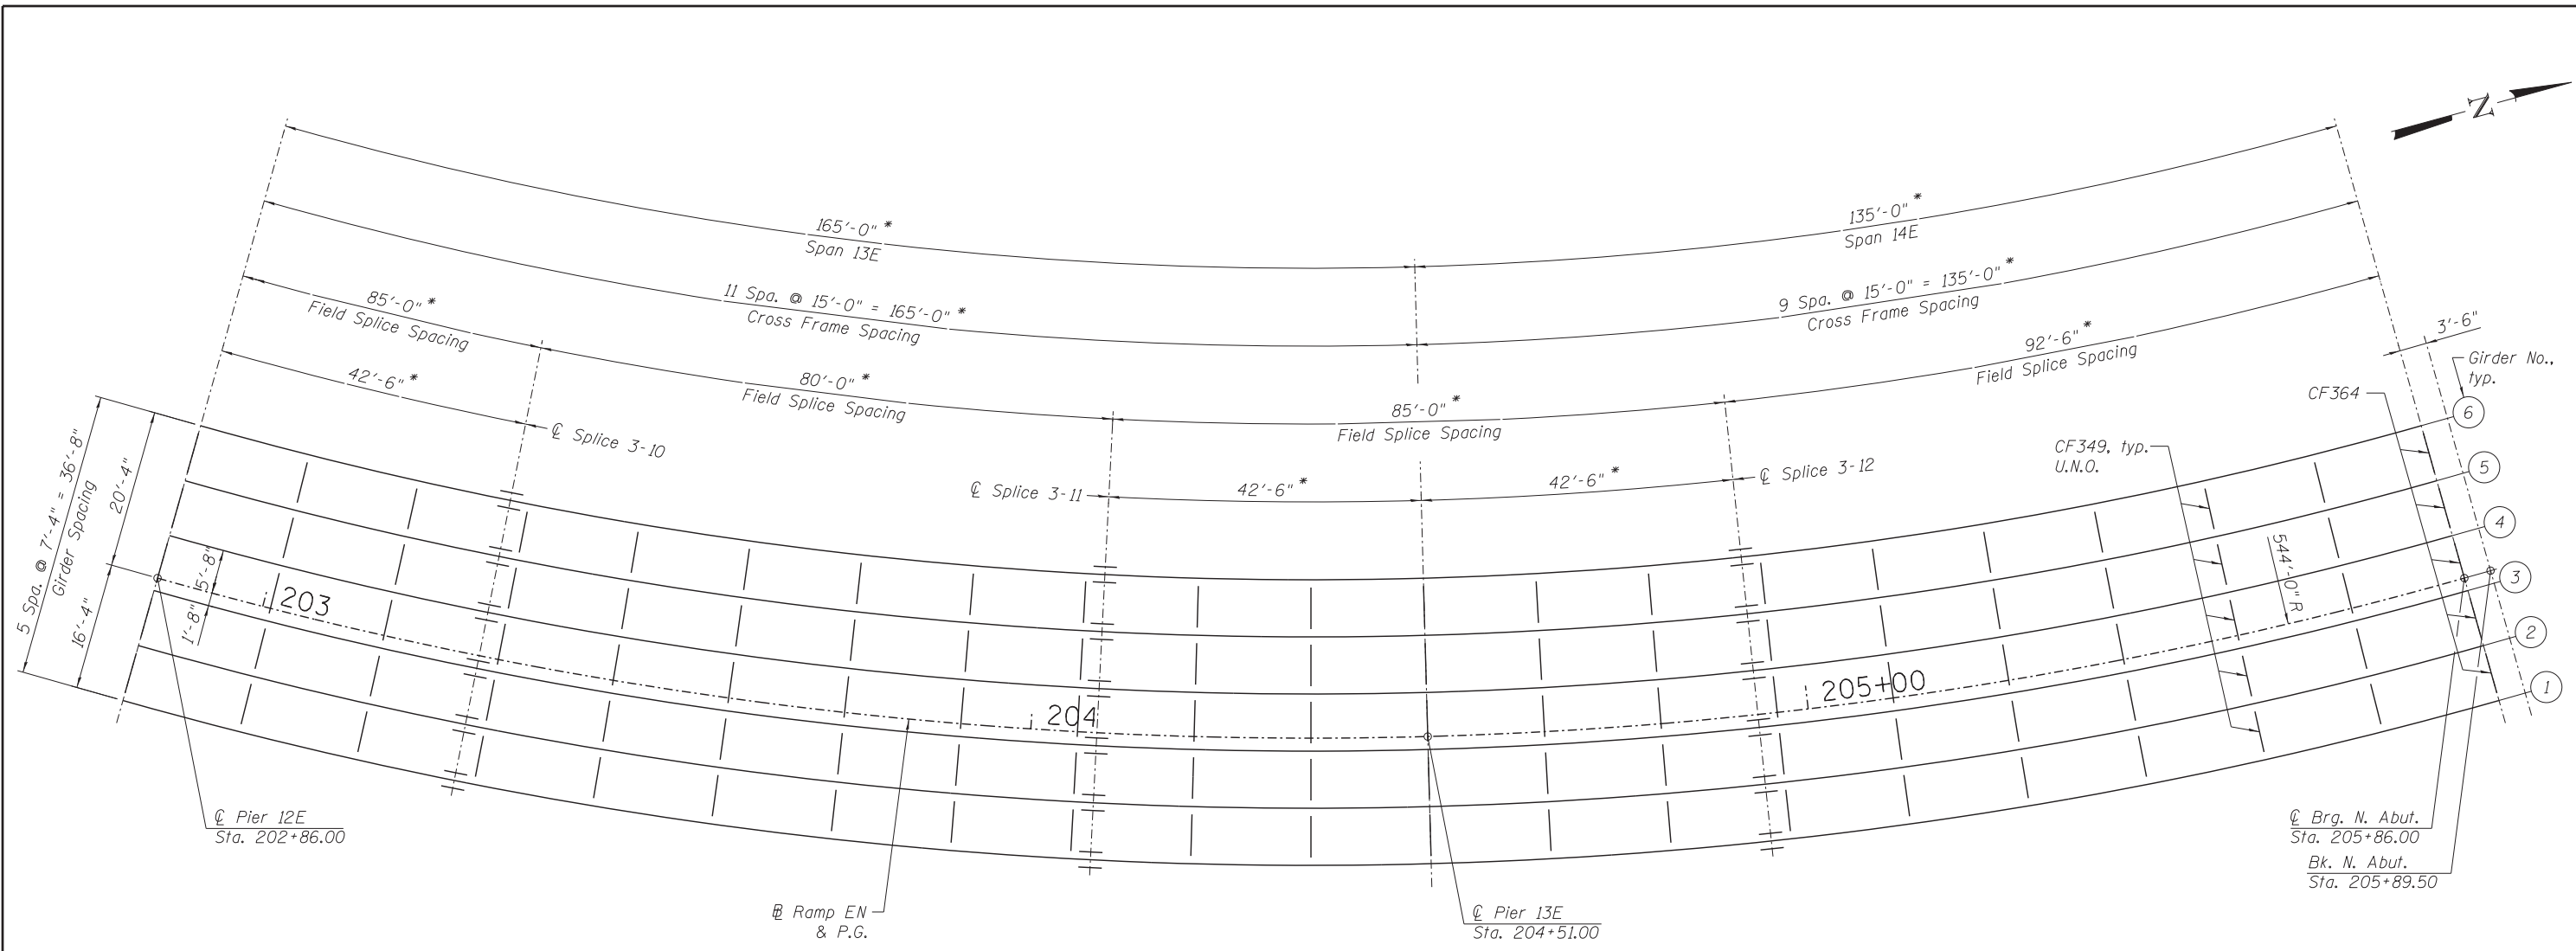 N
165'-0" *
Span 13E
135'-0" *
Span 14E
11 Spa. @ 15'-0" = 165'-0" *
Cross Frame Spacing
9 Spa. @ 15'-0" = 135'-0" *
Cross Frame Spacing
85'-0" *
Field Splice Spacing
80'-0" *
Field Splice Spacing
85'-0" *
Field Splice Spacing
92'-6" *
Field Splice Spacing
3'-6"
Girder No.,
typ.
42'-6" *
℄ Splice 3-10
℄ Splice 3-11
42'-6" *
42'-6" *
℄ Splice 3-12
CF349, typ.
U.N.O.
CF364
6
5
4
3
2
1
5 Spa. @ 7'-4" = 36'-8"
Girder Spacing
20'-4"
16'-4"
5'-8"
1'-8"
203
204
205+00
544'-0" R
℄ Pier 12E
Sta. 202+86.00
℄ Brg. N. Abut.
Sta. 205+86.00
Bk. N. Abut.
Sta. 205+89.50
Ramp EN
& P.G.
℄ Pier 13E
Sta. 204+51.00